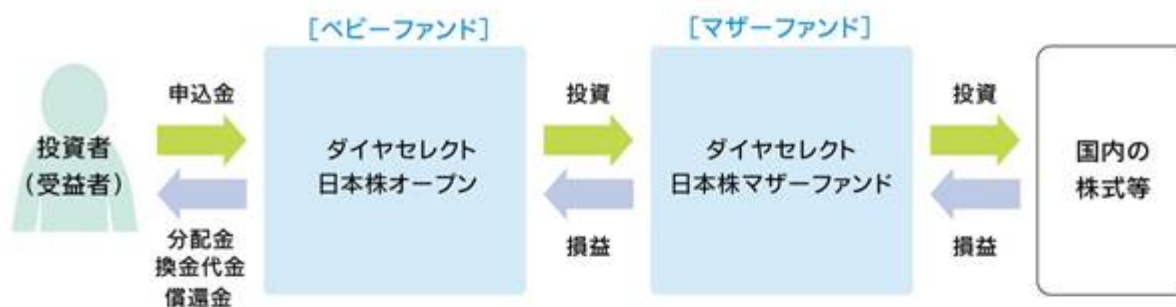 [ベビーファンド]
[マザーファンド]
申込金
投資
投資
投資者
(受益者)
ダイヤセレクト
日本株オープン
ダイヤセレクト
日本株マザーファンド
国内の
株式等
分配金
換金代金
償還金
損益
損益